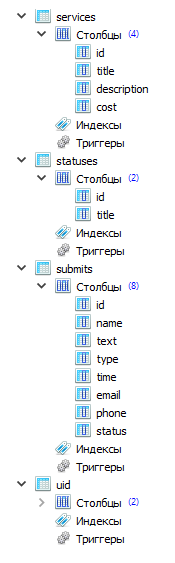 services
Столбцы (4)
id
title
description
cost
Индексы
Триггеры
statuses
Столбцы (2)
id
title
Индексы
Триггеры
submits
Столбцы (8)
id
name
text
type
time
email
phone
status
Индексы
Триггеры
uid
Столбцы (2)
Индексы
Триггеры